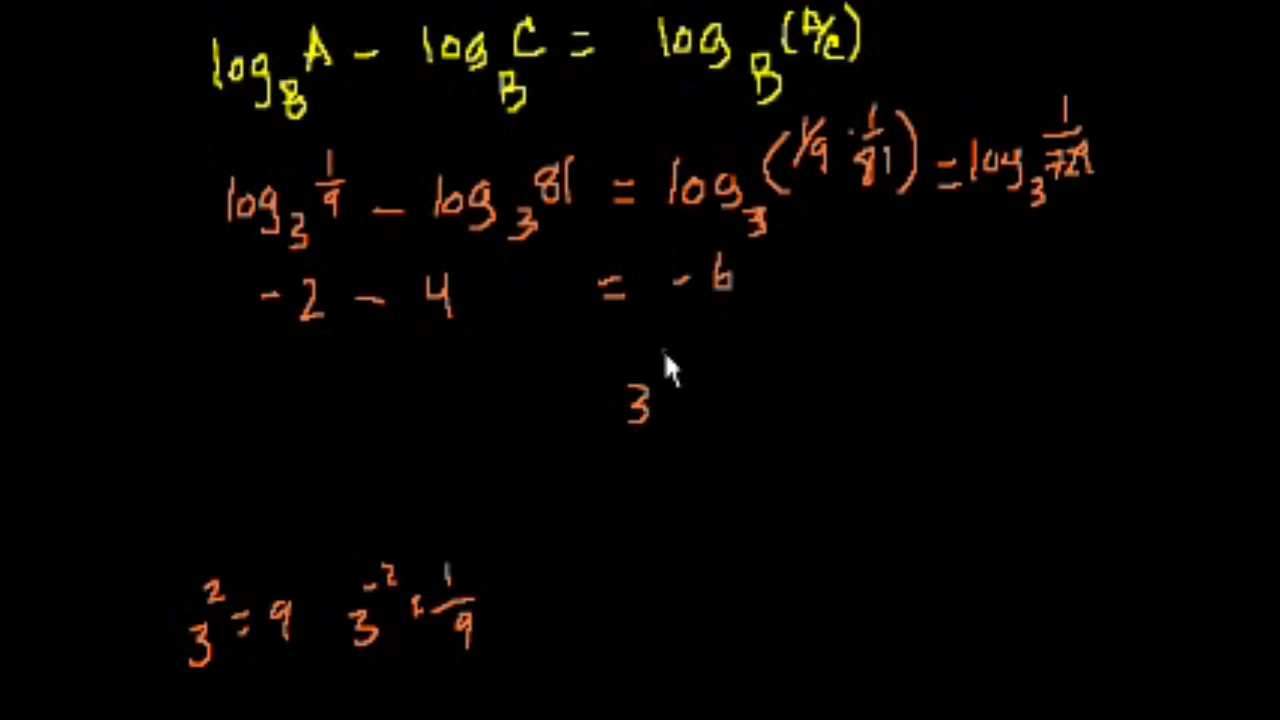 log_B A - log_B C = log_B (A/C)
log_3 1/9 - log_3 81 = log_3 (1/9 · 1/81) = log_3 1/729
-2 - 4 = -6
3
3^2 = 9 3^-2 = 1/9